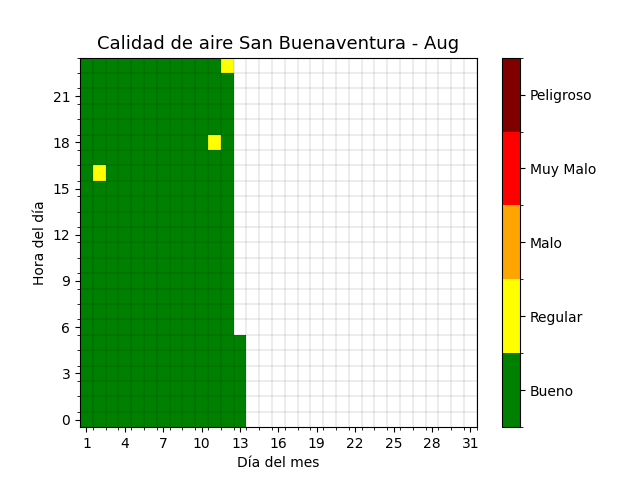 Calidad de aire San Buenaventura - Aug
Hora del día
21
18
15
12
9
6
3
0
1 4 7 10 13 16 19 22 25 28 31
Día del mes
Peligroso
Muy Malo
Malo
Regular
Bueno